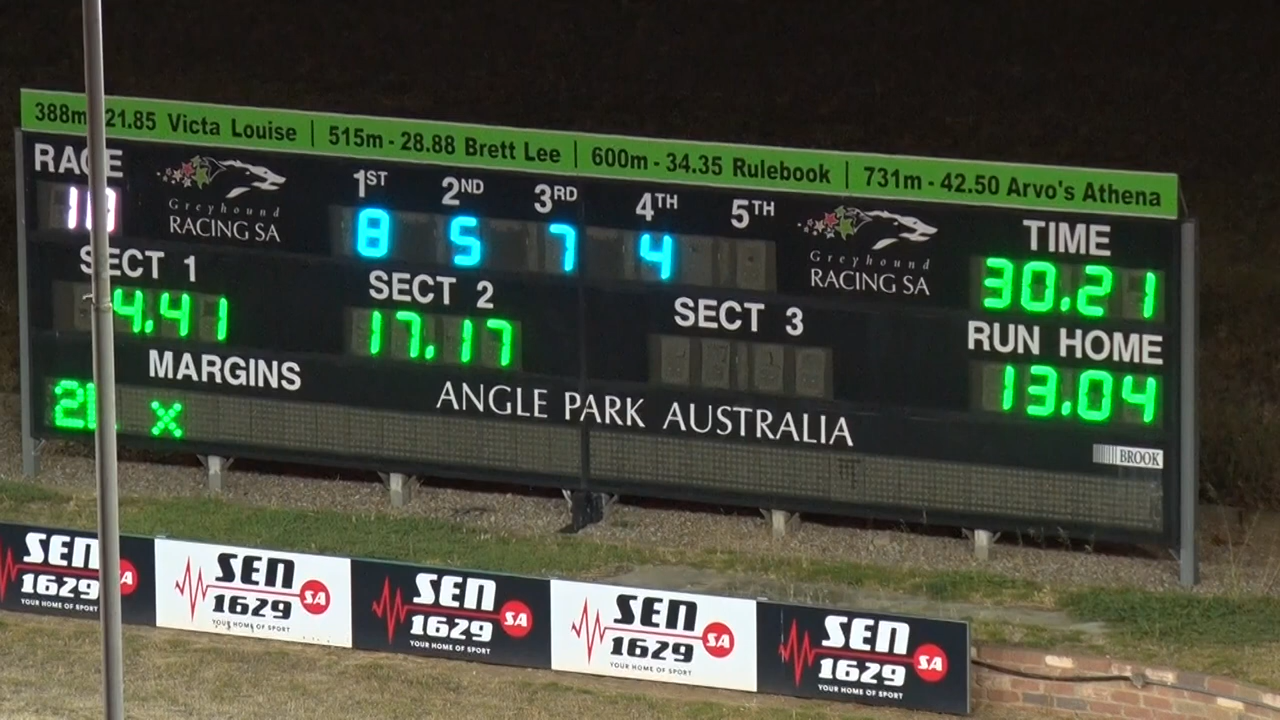 388m 21.85 Victa Louise | 515m - 28.88 Brett Lee | 600m - 34.35 Rulebook | 731m - 42.50 Arvo's Athena
RACE
10
Greyhound
RACING SA
1ST 2ND 3RD 4TH 5TH
8 5 7 4
Greyhound
RACING SA
TIME
30.21
SECT 1
4.41
SECT 2
17.17
SECT 3
RUN HOME
13.04
MARGINS
x
ANGLE PARK AUSTRALIA
BROOK
SEN
1629
A
YOUR HOME OF SPORT
SEN
1629
SA
YOUR HOME OF SPORT
SEN
1629
SA
YOUR HOME OF SPORT
SEN
1629
SA
YOUR HOME OF SPORT
SEN
1629
SA
YOUR HOME OF SPORT